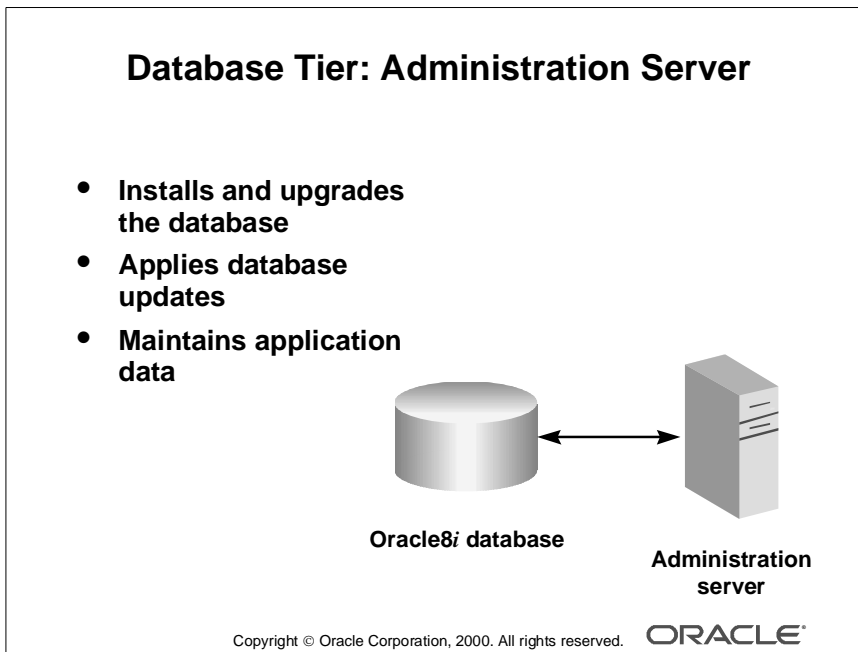 Database Tier: Administration Server
• Installs and upgrades
the database
• Applies database
updates
• Maintains application
data
Oracle8i database
Administration
server
Copyright © Oracle Corporation, 2000. All rights reserved.
ORACLE®